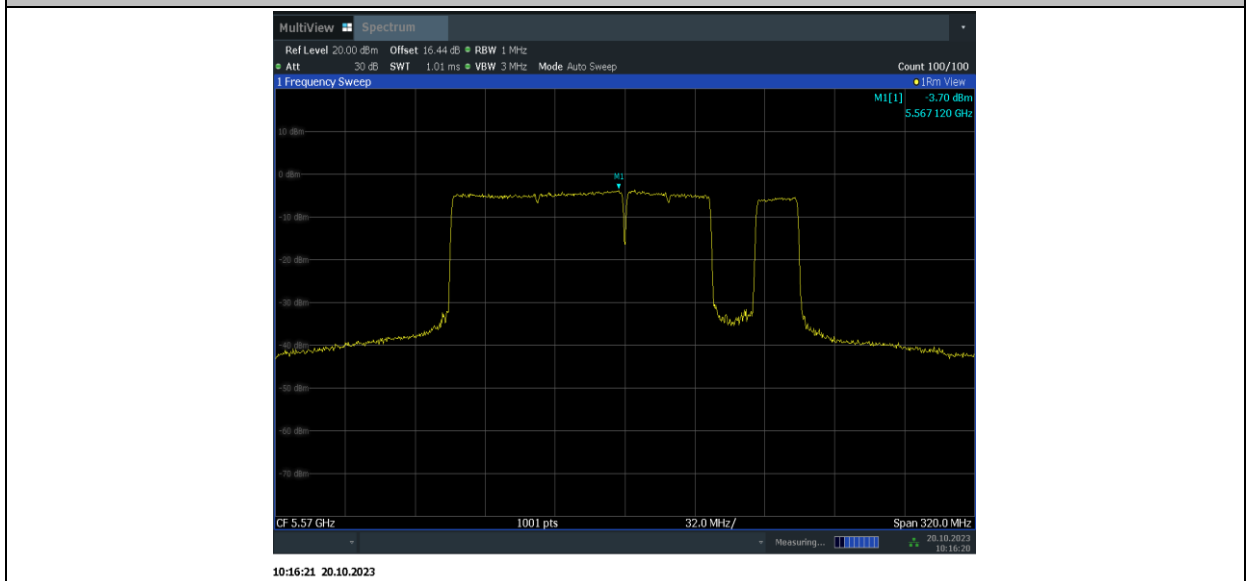 MultiView Spectrum
Ref Level 20.00 dBm Offset 16.44 dB RBW 1 MHz
Att 30 dB SWT 1.01 ms VBW 3 MHz Mode Auto Sweep Count 100/100
1 Frequency Sweep 1Rm View
M1[1] -3.70 dBm
5.567 120 GHz
10 dBm
0 dBm
M1
-10 dBm
-20 dBm
-30 dBm
-40 dBm
-50 dBm
-60 dBm
-70 dBm
CF 5.57 GHz 1001 pts 32.0 MHz/ Span 320.0 MHz
Measuring... 20.10.2023
10:16:20
10:16:21 20.10.2023